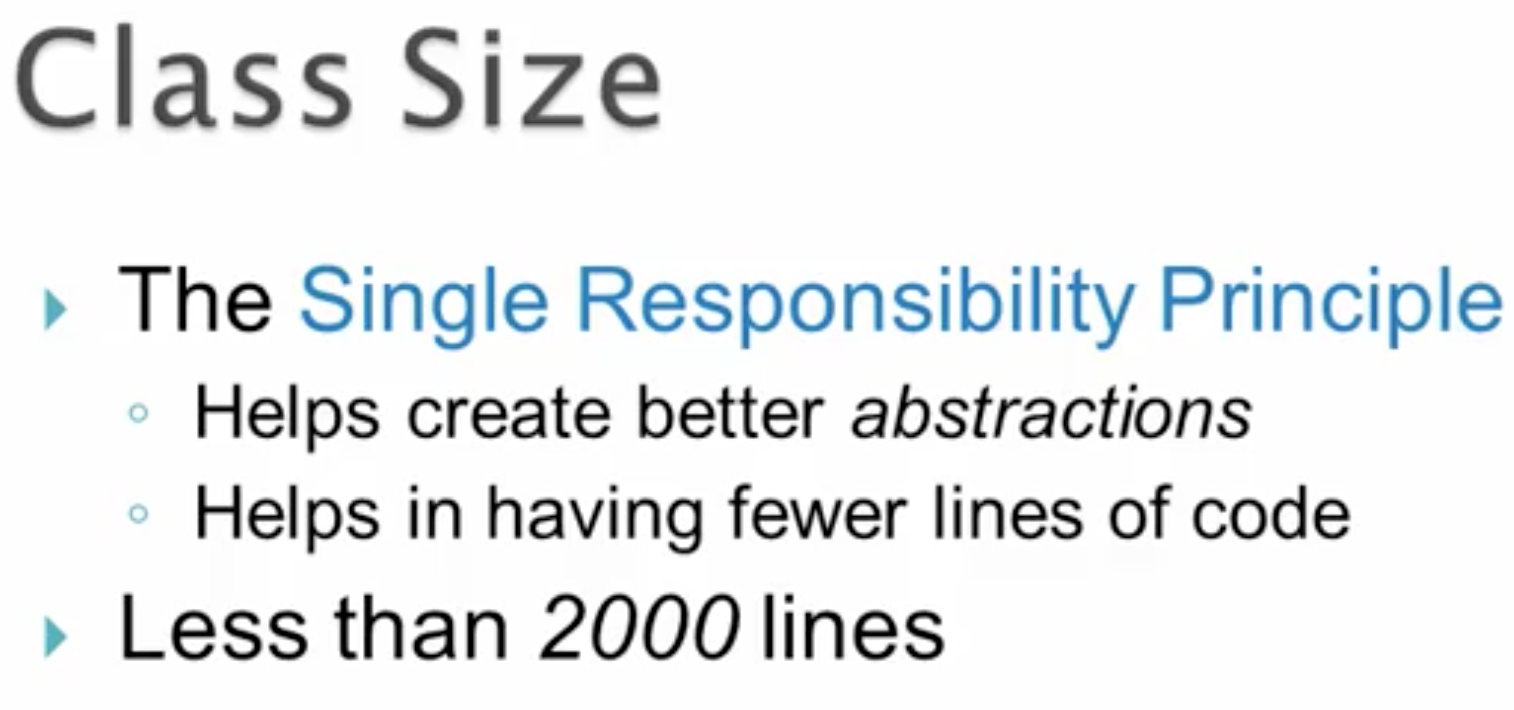 Class Size
The Single Responsibility Principle
Helps create better abstractions
Helps in having fewer lines of code
Less than 2000 lines